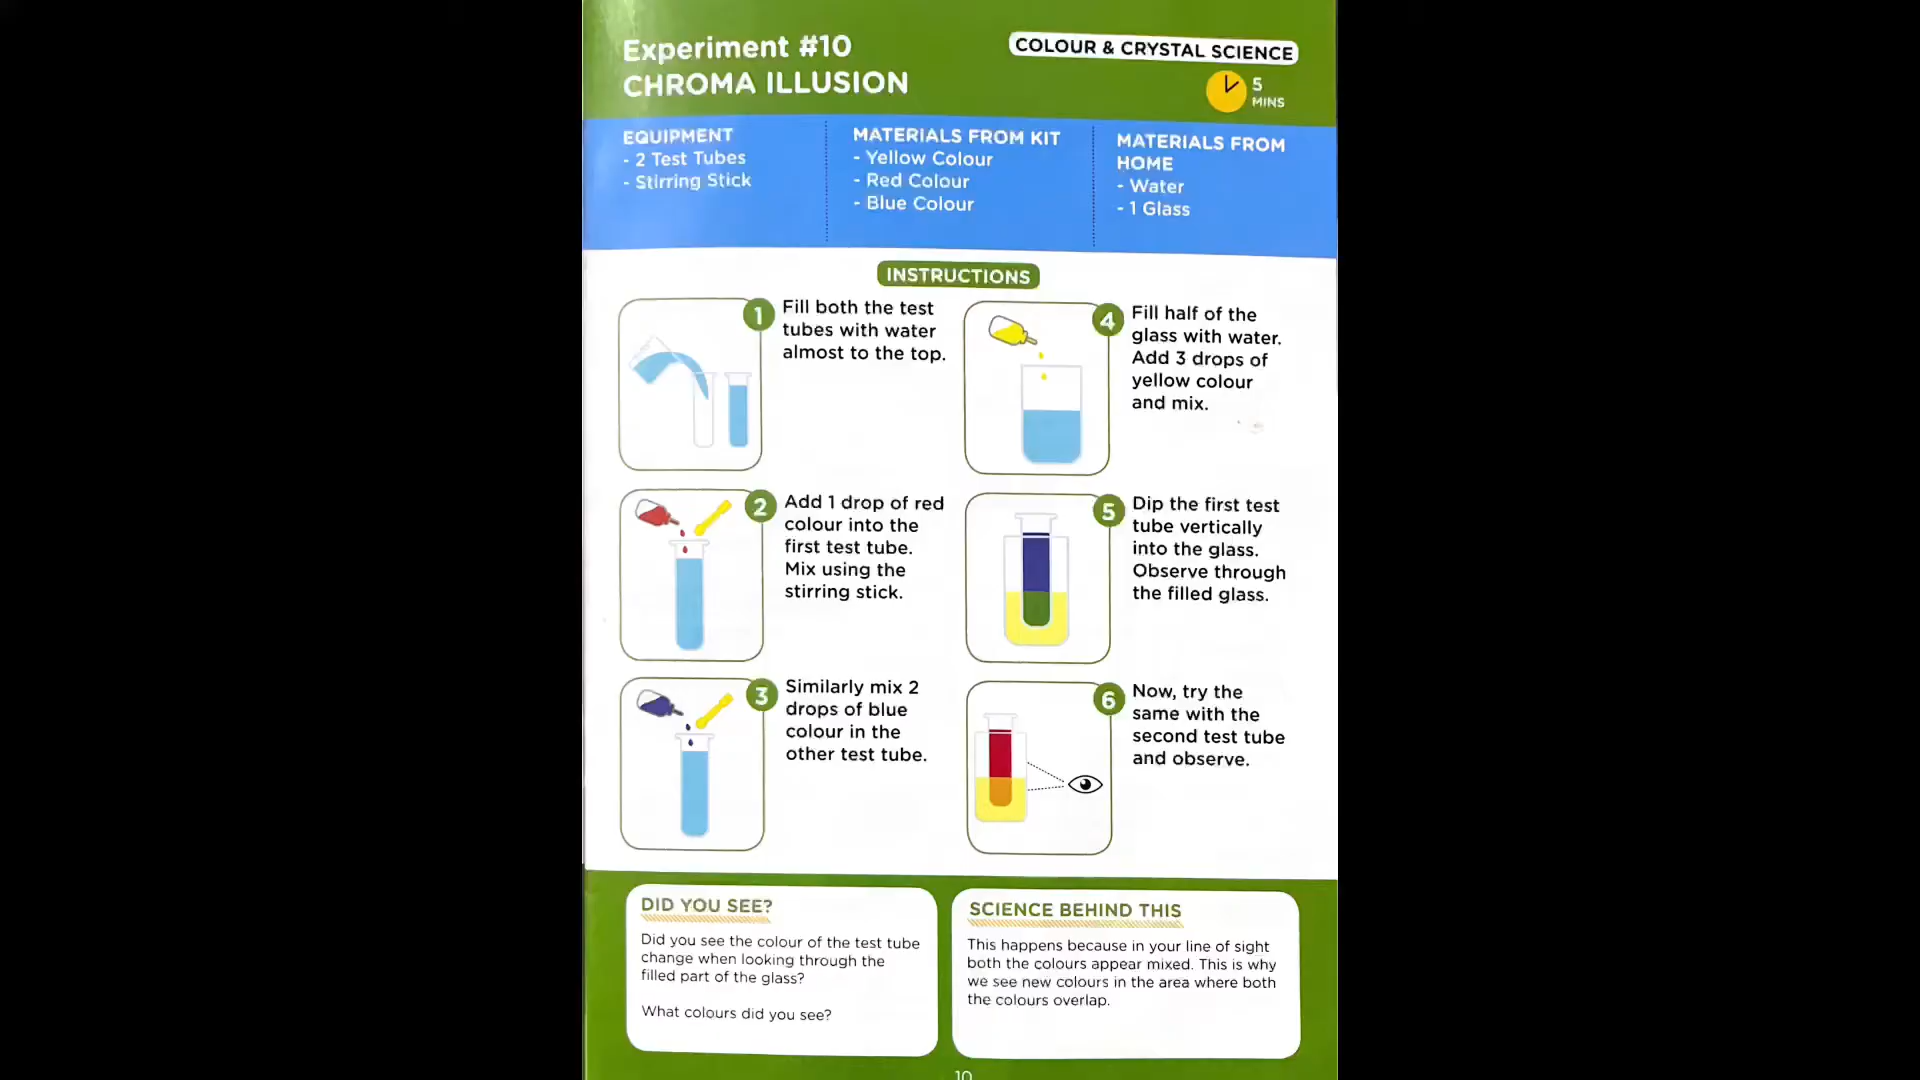 Experiment #10
CHROMA ILLUSION
COLOUR & CRYSTAL SCIENCE
5
MINS
EQUIPMENT
- 2 Test Tubes
- Stirring Stick
MATERIALS FROM KIT
- Yellow Colour
- Red Colour
- Blue Colour
MATERIALS FROM
HOME
- Water
- 1 Glass
INSTRUCTIONS
1
Fill both the test
tubes with water
almost to the top.
2
Add 1 drop of red
colour into the
first test tube.
Mix using the
stirring stick.
3
Similarly mix 2
drops of blue
colour in the
other test tube.
4
Fill half of the
glass with water.
Add 3 drops of
yellow colour
and mix.
5
Dip the first test
tube vertically
into the glass.
Observe through
the filled glass.
6
Now, try the
same with the
second test tube
and observe.
DID YOU SEE?
Did you see the colour of the test tube
change when looking through the
filled part of the glass?
What colours did you see?
SCIENCE BEHIND THIS
This happens because in your line of sight
both the colours appear mixed. This is why
we see new colours in the area where both
the colours overlap.
10